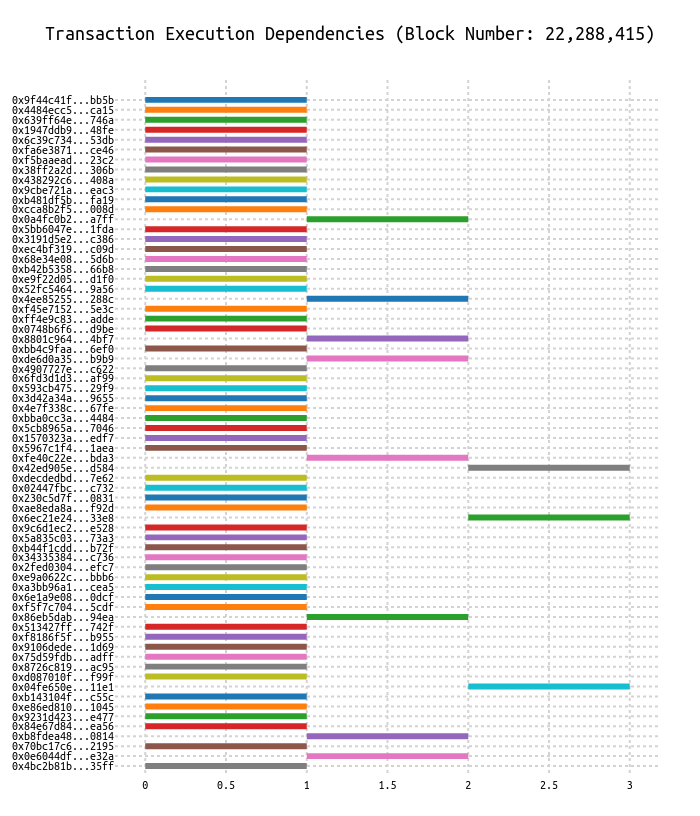 Transaction Execution Dependencies (Block Number: 22,288,415)
0x9f44c41f...bb5b
0x4484ecc5...ca15
0x639ff64e...746a
0x1947ddb9...48fe
0x6c39c734...53db
0xfa6e3871...ce46
0xf5baaead...23c2
0x38ff2a2d...306b
0x438292c6...408a
0x9cbe721a...eac3
0xb481df5b...fa19
0xcca8b2f5...008d
0x0a4fc0b2...a7ff
0x5bb6047e...1fda
0x3191d5e2...c386
0xec4bf319...c09d
0x68e34e08...5d6b
0xb42b5358...66b8
0xe9f22d05...d1f0
0x52fc5464...9a56
0x4ee85255...288c
0xf45e7152...5e3c
0xff4e9c83...adde
0x0748b6f6...d9be
0x8801c964...4bf7
0xbb4c9faa...6ef0
0xde6d0a35...b9b9
0x4907727e...c622
0x6fd3d1d3...af99
0x593cb475...29f9
0x3d42a34a...9655
0x4e7f338c...67fe
0xbba0cc3a...4484
0x5cb8965a...7046
0x1570323a...edf7
0x5967c1f4...1aea
0xfe40c22e...bda3
0x42ed905e...d584
0xdecdedbd...7e62
0x02447fbc...c732
0x230c5d7f...0831
0xae8eda8a...f92d
0x6ec21e24...33e8
0x9c6d1ec2...e528
0x5a835c03...73a3
0xb44f1cdd...b72f
0x34335384...c736
0x2fed0304...efc7
0xe9a0622c...bbb6
0xa3bb96a1...cea5
0x6e1a9e08...0dcf
0xf5f7c704...5cdf
0x86eb5dab...94ea
0x513427ff...742f
0xf8186f5f...b955
0x9106dede...1d69
0x75d59fdb...adff
0x8726c819...ac95
0xd087010f...f99f
0x04fe650e...11e1
0xb143104f...c55c
0xe86ed810...1045
0x9231d423...e477
0x84e67d84...ea56
0xb8fdea48...0814
0x70bc17c6...2195
0x0e6044df...e32a
0x4bc2b81b...35ff
0 0.5 1 1.5 2 2.5 3